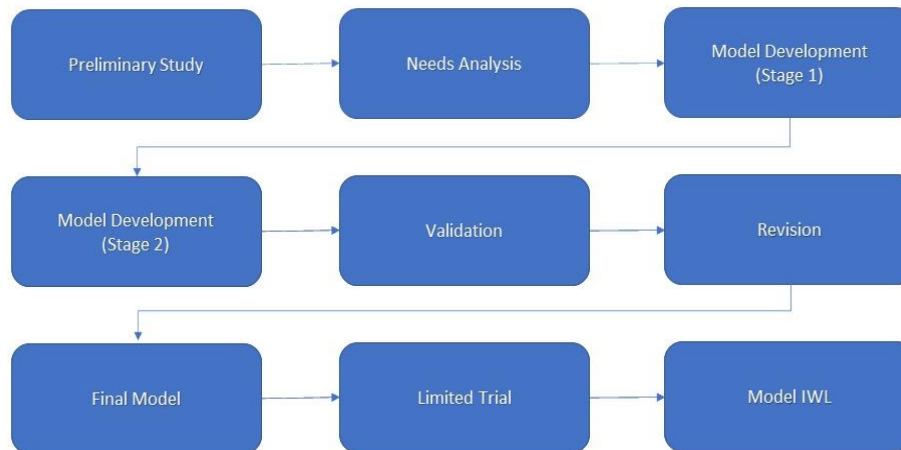 Preliminary Study
Needs Analysis
Model Development
(Stage 1)
Model Development
(Stage 2)
Validation
Revision
Final Model
Limited Trial
Model IWL